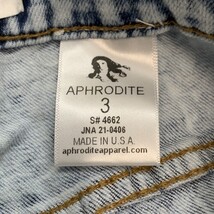 APHRODITE
3
S# 4662
JNA 21-0406
MADE IN U.S.A.
aphroditeapparel.com